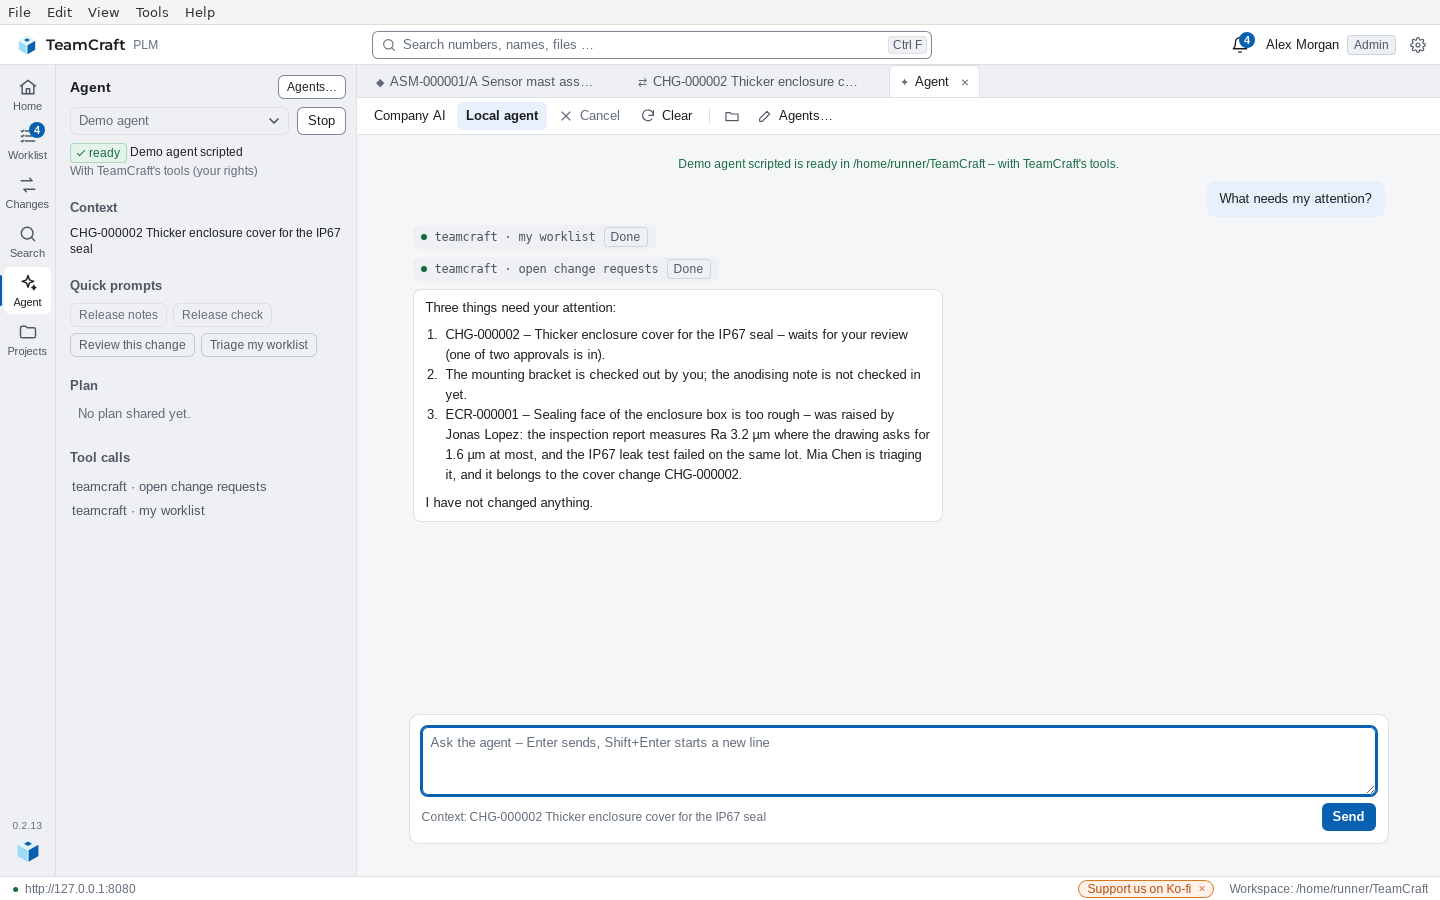 File Edit View Tools Help
TeamCraft PLM
Search numbers, names, files ... Ctrl F
4 Alex Morgan Admin
Home
4
Worklist
Changes
Search
Agent
Projects
0.2.13
Agent Agents...
Demo agent Stop
ready Demo agent scripted
With TeamCraft's tools (your rights)
Context
CHG-000002 Thicker enclosure cover for the IP67
seal
Quick prompts
Release notes Release check
Review this change Triage my worklist
Plan
No plan shared yet.
Tool calls
teamcraft · open change requests
teamcraft · my worklist
ASM-000001/A Sensor mast ass... CHG-000002 Thicker enclosure c... Agent ×
Company AI Local agent Cancel Clear Agents...
Demo agent scripted is ready in /home/runner/TeamCraft – with TeamCraft's tools.
What needs my attention?
teamcraft · my worklist Done
teamcraft · open change requests Done
Three things need your attention:
1. CHG-000002 – Thicker enclosure cover for the IP67 seal – waits for your review
(one of two approvals is in).
2. The mounting bracket is checked out by you; the anodising note is not checked in
yet.
3. ECR-000001 – Sealing face of the enclosure box is too rough – was raised by
Jonas Lopez: the inspection report measures Ra 3.2 µm where the drawing asks for
1.6 µm at most, and the IP67 leak test failed on the same lot. Mia Chen is triaging
it, and it belongs to the cover change CHG-000002.
I have not changed anything.
Ask the agent – Enter sends, Shift+Enter starts a new line
Context: CHG-000002 Thicker enclosure cover for the IP67 seal Send
http://127.0.0.1:8080 Support us on Ko-fi × Workspace: /home/runner/TeamCraft